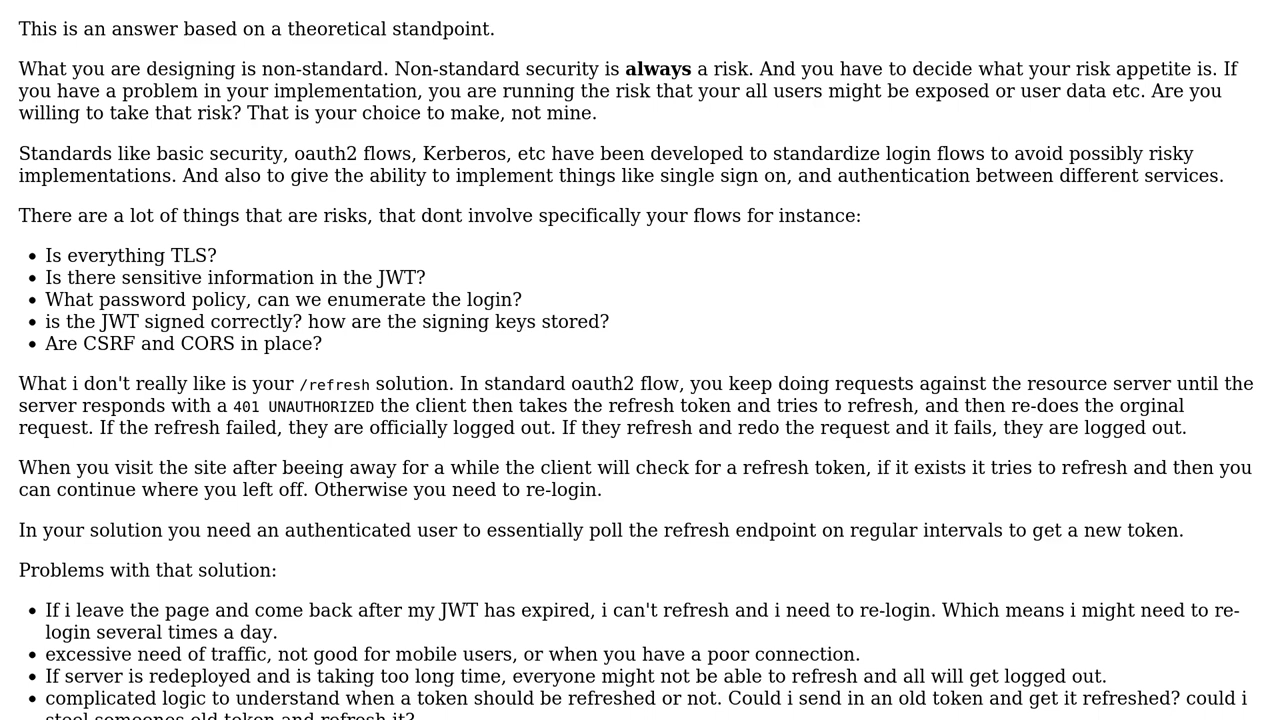 This is an answer based on a theoretical standpoint.
What you are designing is non-standard. Non-standard security is always a risk. And you have to decide what your risk appetite is. If
you have a problem in your implementation, you are running the risk that your all users might be exposed or user data etc. Are you
willing to take that risk? That is your choice to make, not mine.
Standards like basic security, oauth2 flows, Kerberos, etc have been developed to standardize login flows to avoid possibly risky
implementations. And also to give the ability to implement things like single sign on, and authentication between different services.
There are a lot of things that are risks, that dont involve specifically your flows for instance:
• Is everything TLS?
• Is there sensitive information in the JWT?
• What password policy, can we enumerate the login?
• is the JWT signed correctly? how are the signing keys stored?
• Are CSRF and CORS in place?
What i don't really like is your /refresh solution. In standard oauth2 flow, you keep doing requests against the resource server until the
server responds with a 401 UNAUTHORIZED the client then takes the refresh token and tries to refresh, and then re-does the orginal
request. If the refresh failed, they are officially logged out. If they refresh and redo the request and it fails, they are logged out.
When you visit the site after beeing away for a while the client will check for a refresh token, if it exists it tries to refresh and then you
can continue where you left off. Otherwise you need to re-login.
In your solution you need an authenticated user to essentially poll the refresh endpoint on regular intervals to get a new token.
Problems with that solution:
• If i leave the page and come back after my JWT has expired, i can't refresh and i need to re-login. Which means i might need to re-
login several times a day.
• excessive need of traffic, not good for mobile users, or when you have a poor connection.
• If server is redeployed and is taking too long time, everyone might not be able to refresh and all will get logged out.
• complicated logic to understand when a token should be refreshed or not. Could i send in an old token and get it refreshed? could i
steal someones old token and refresh it?